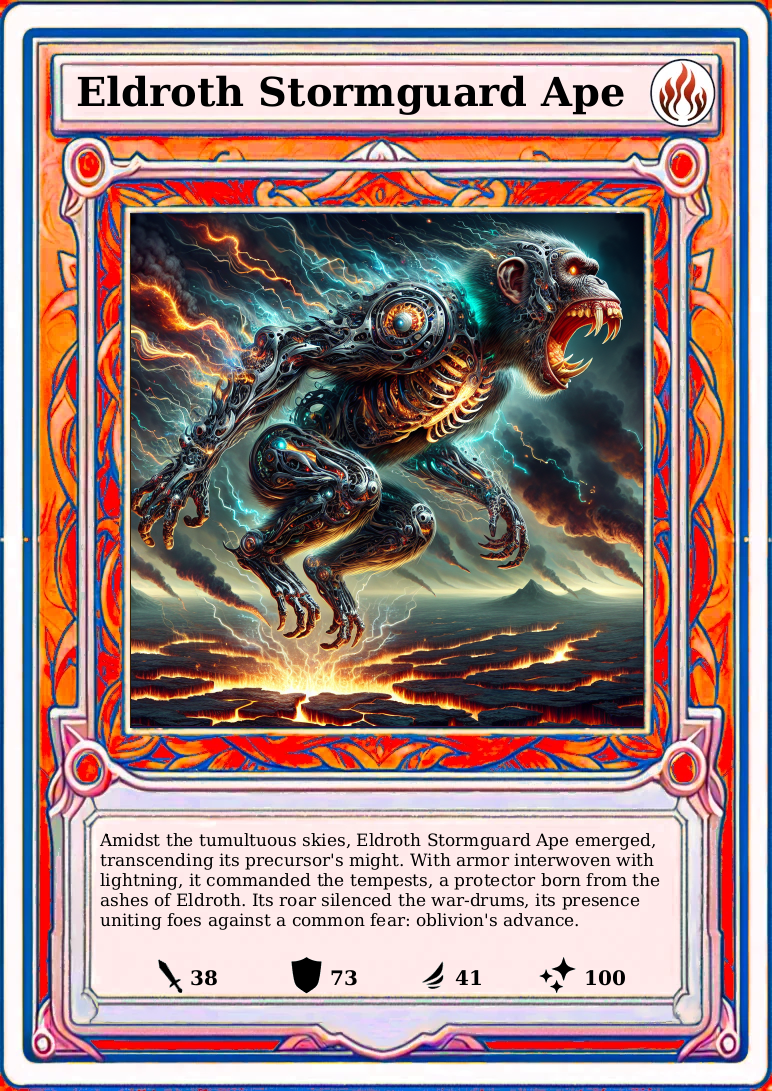 Eldroth Stormguard Ape
Amidst the tumultuous skies, Eldroth Stormguard Ape emerged,
transcending its precursor's might. With armor interwoven with
lightning, it commanded the tempests, a protector born from the
ashes of Eldroth. Its roar silenced the war-drums, its presence
uniting foes against a common fear: oblivion's advance.
38 73 41 100